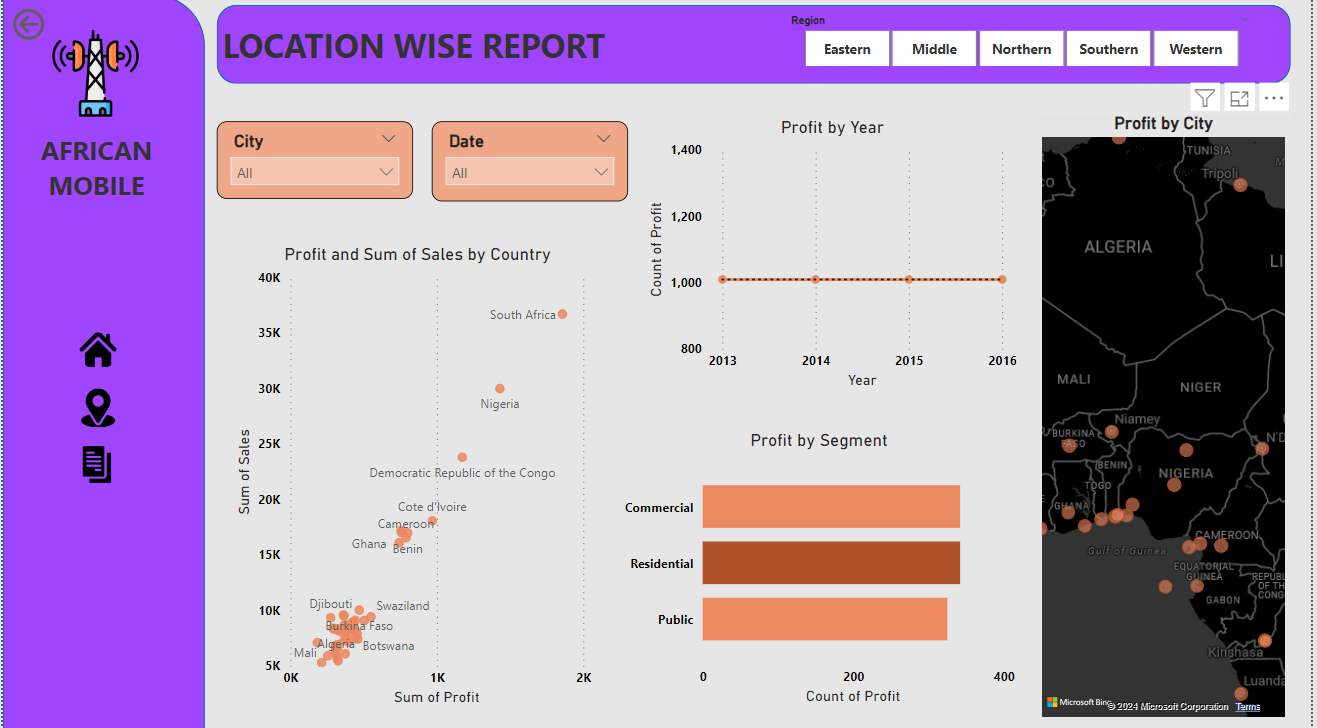 AFRICAN
MOBILE
LOCATION WISE REPORT
Region
Eastern
Middle
Northern
Southern
Western
City
All
Date
All
Profit and Sum of Sales by Country
Sum of Sales
40K
35K
30K
25K
20K
15K
10K
5K
South Africa
Nigeria
Democratic Republic of the Congo
Cote d'Ivoire
Cameroon
Ghana
Benin
Djibouti
Swaziland
Burkina Faso
Algeria
Botswana
Mali
0K
1K
2K
Sum of Profit
Profit by Year
Count of Profit
1,400
1,200
1,000
800
2013
2014
2015
2016
Year
Profit by Segment
Commercial
Residential
Public
0
200
400
Count of Profit
Profit by City
TUNISIA
Tripoli
ALGERIA
LI
MALI
NIGER
Niamey
BURKINA
FASO
N'D
BENIN
NIGERIA
TOGO
GHANA
CAMEROON
Gulf of Guinea
EQUATORIAL
GUINEA
REPUBL
OF TH
CONG
GABON
Kinshasa
Luanda
Microsoft Bing
© 2024 Microsoft Corporation
Terms